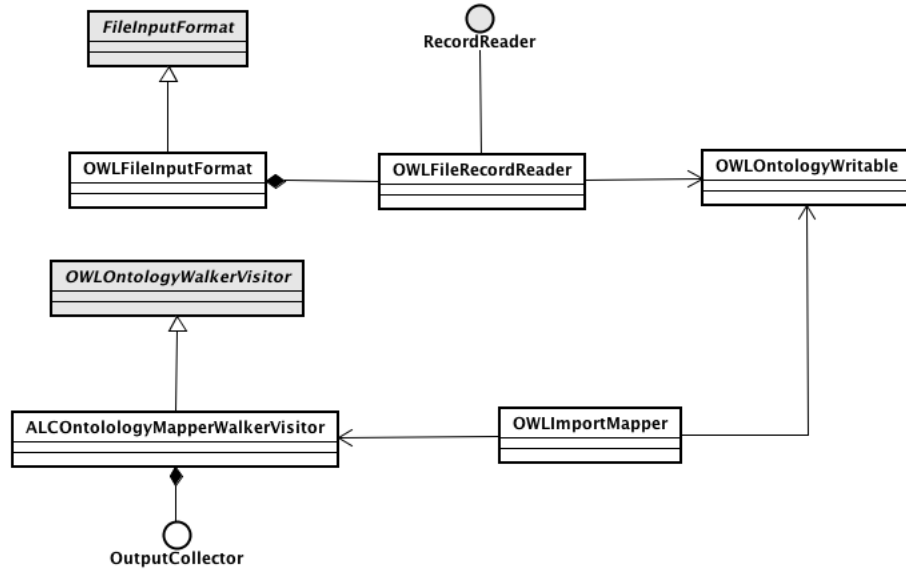 FileInputFormat
RecordReader
OWLFileInputFormat
OWLFileRecordReader
OWLOntologyWritable
OWLOntologyWalkerVisitor
ALCOntolologyMapperWalkerVisitor
OWLImportMapper
OutputCollector